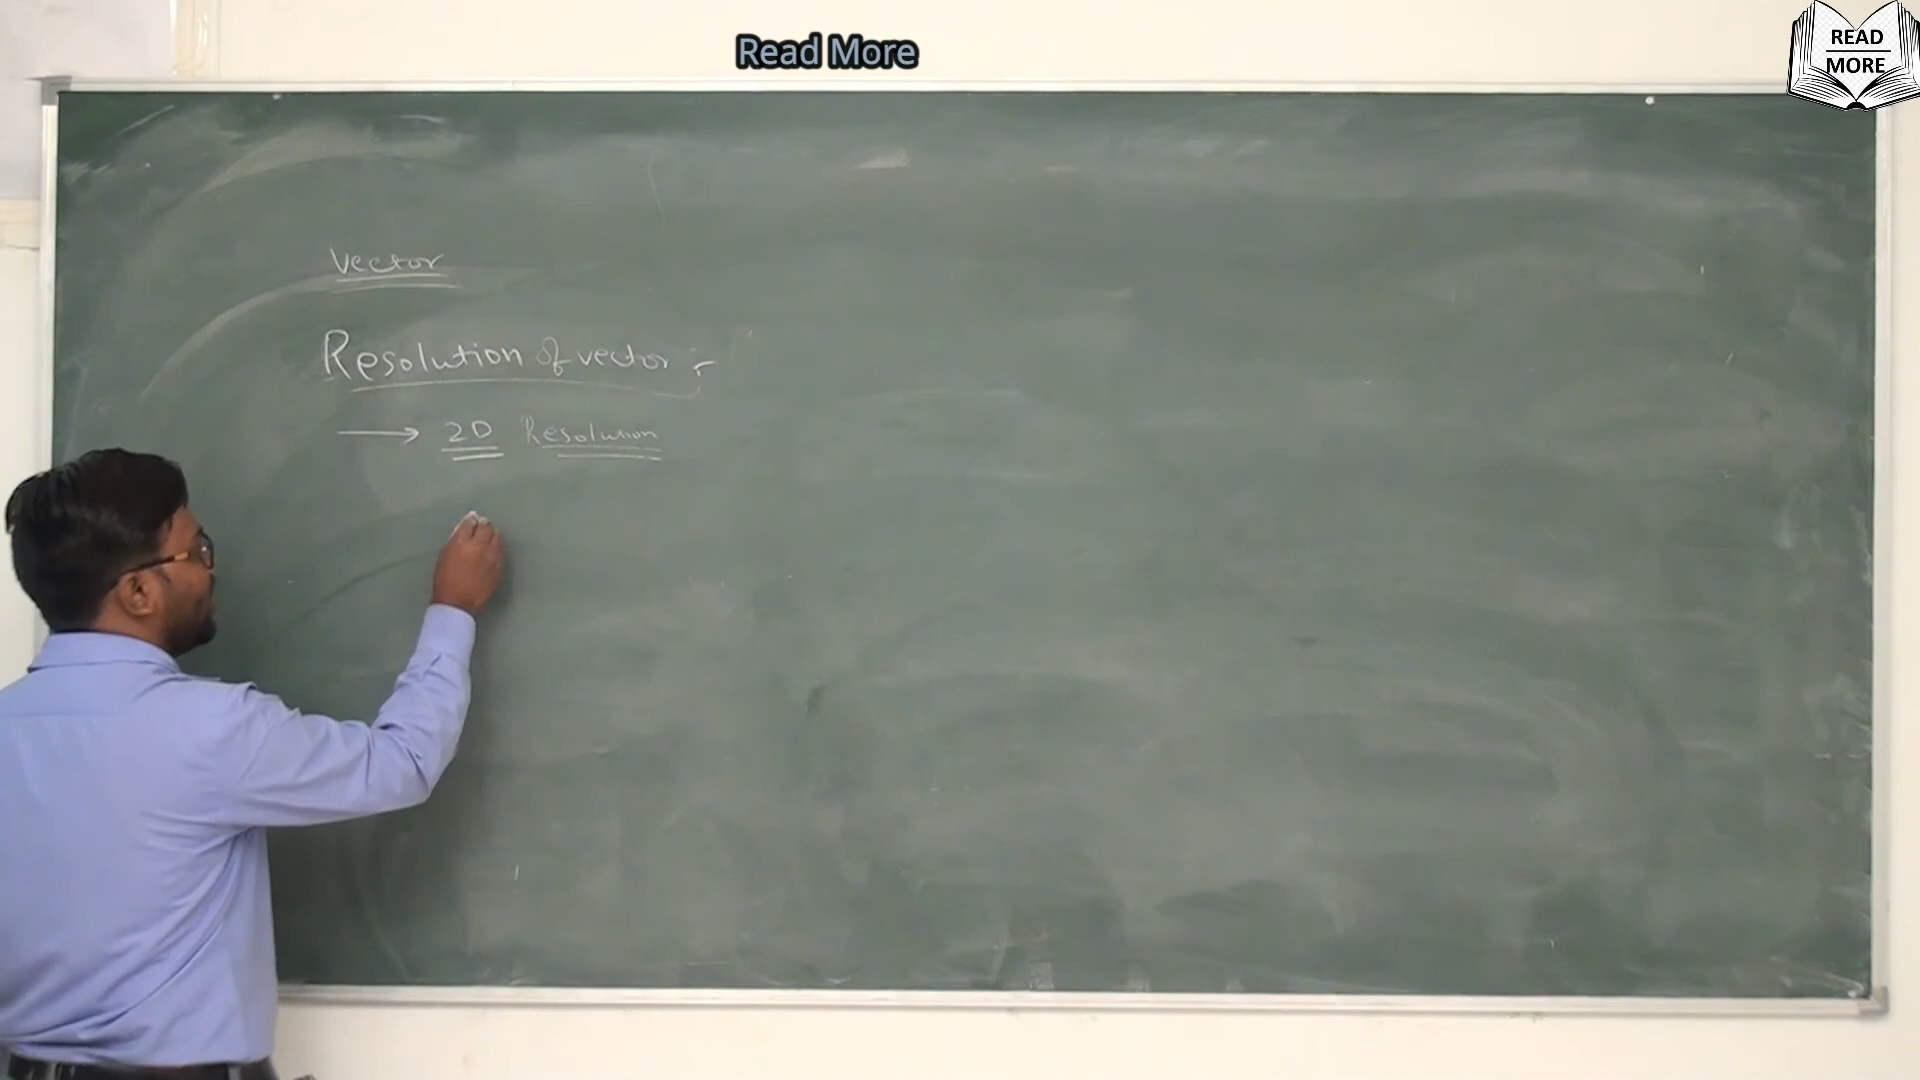 Read More
READ
MORE
Vector
Resolution of vector :-
→ 2D Resolution